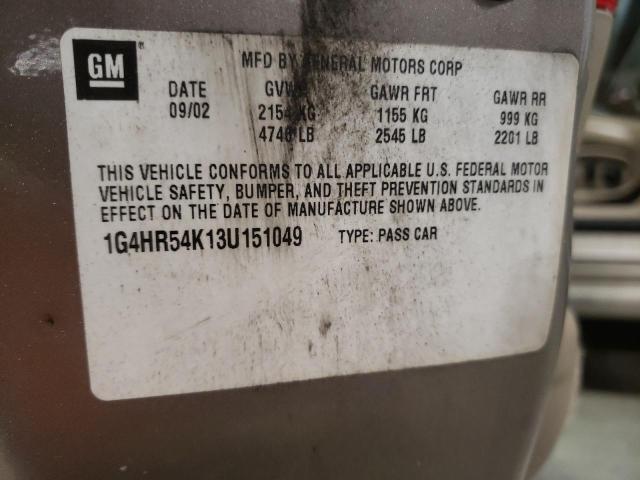 GM
MFD BY GENERAL MOTORS CORP
DATE GVWR GAWR FRT GAWR RR
09/02 2154 KG 1155 KG 999 KG
4746 LB 2545 LB 2201 LB
THIS VEHICLE CONFORMS TO ALL APPLICABLE U.S. FEDERAL MOTOR
VEHICLE SAFETY, BUMPER, AND THEFT PREVENTION STANDARDS IN
EFFECT ON THE DATE OF MANUFACTURE SHOWN ABOVE.
1G4HR54K13U151049 TYPE: PASS CAR